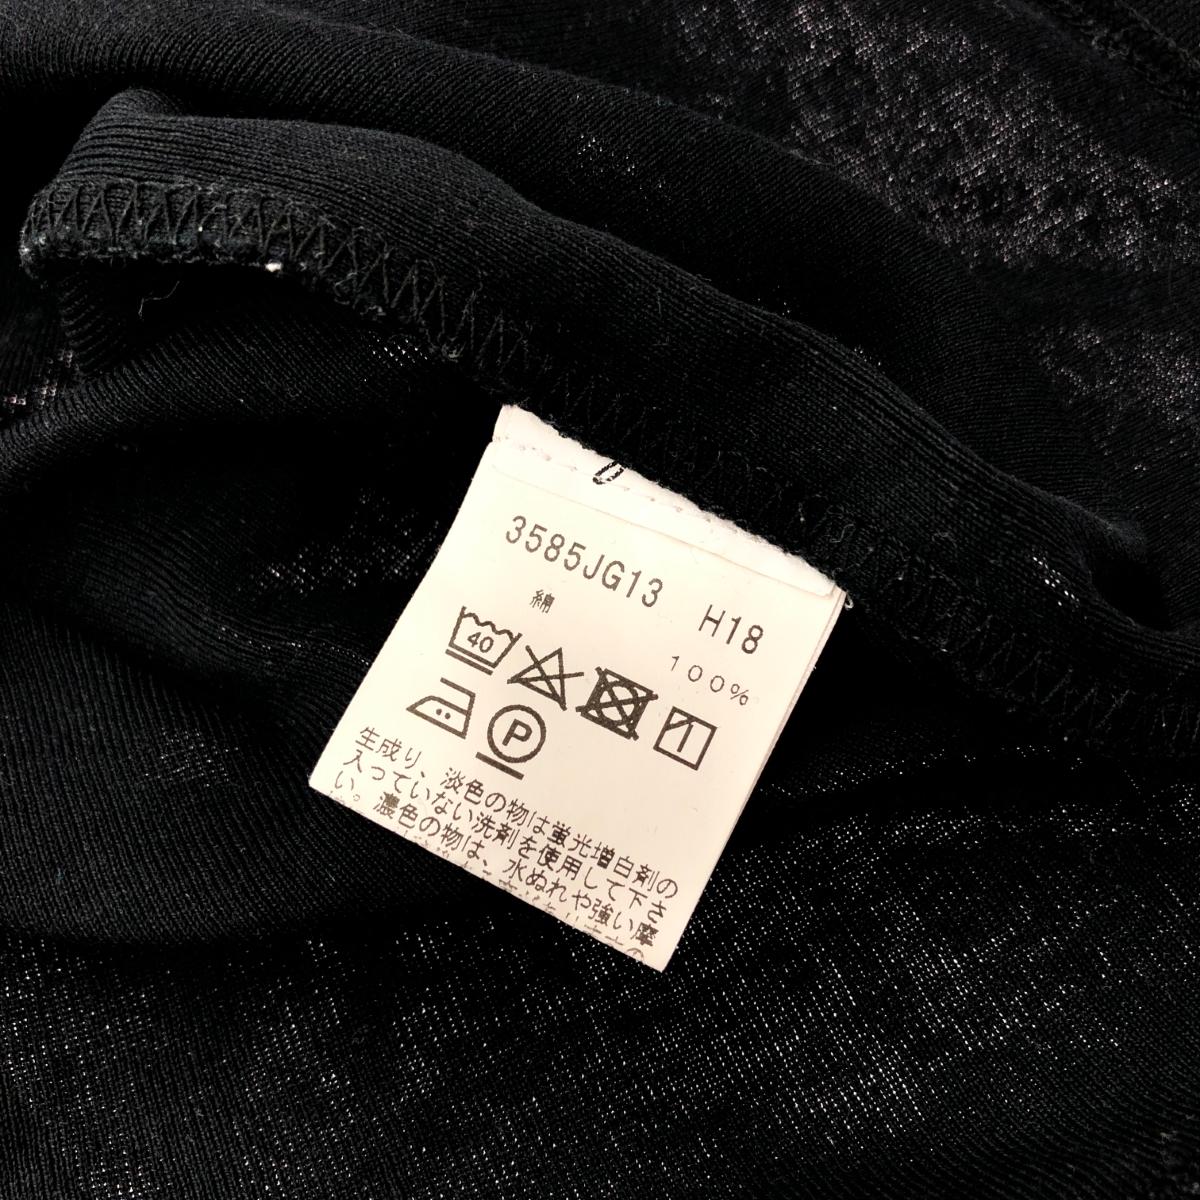 3585JG13 H18
綿 100%
40
P
生成り、淡色の物は蛍光増白剤の
入っていない洗剤を使用して下さ
い。濃色の物は、水ぬれや強い摩